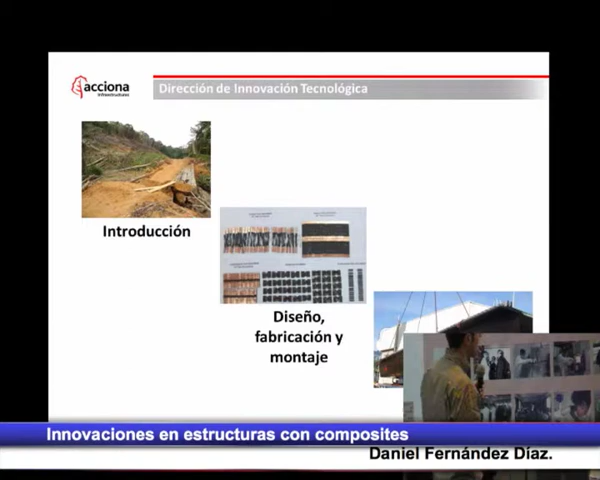 acciona
Infraestructuras
Dirección de Innovación Tecnológica
Introducción
Diseño,
fabricación y
montaje
Innovaciones en estructuras con composites
Daniel Fernández Díaz.